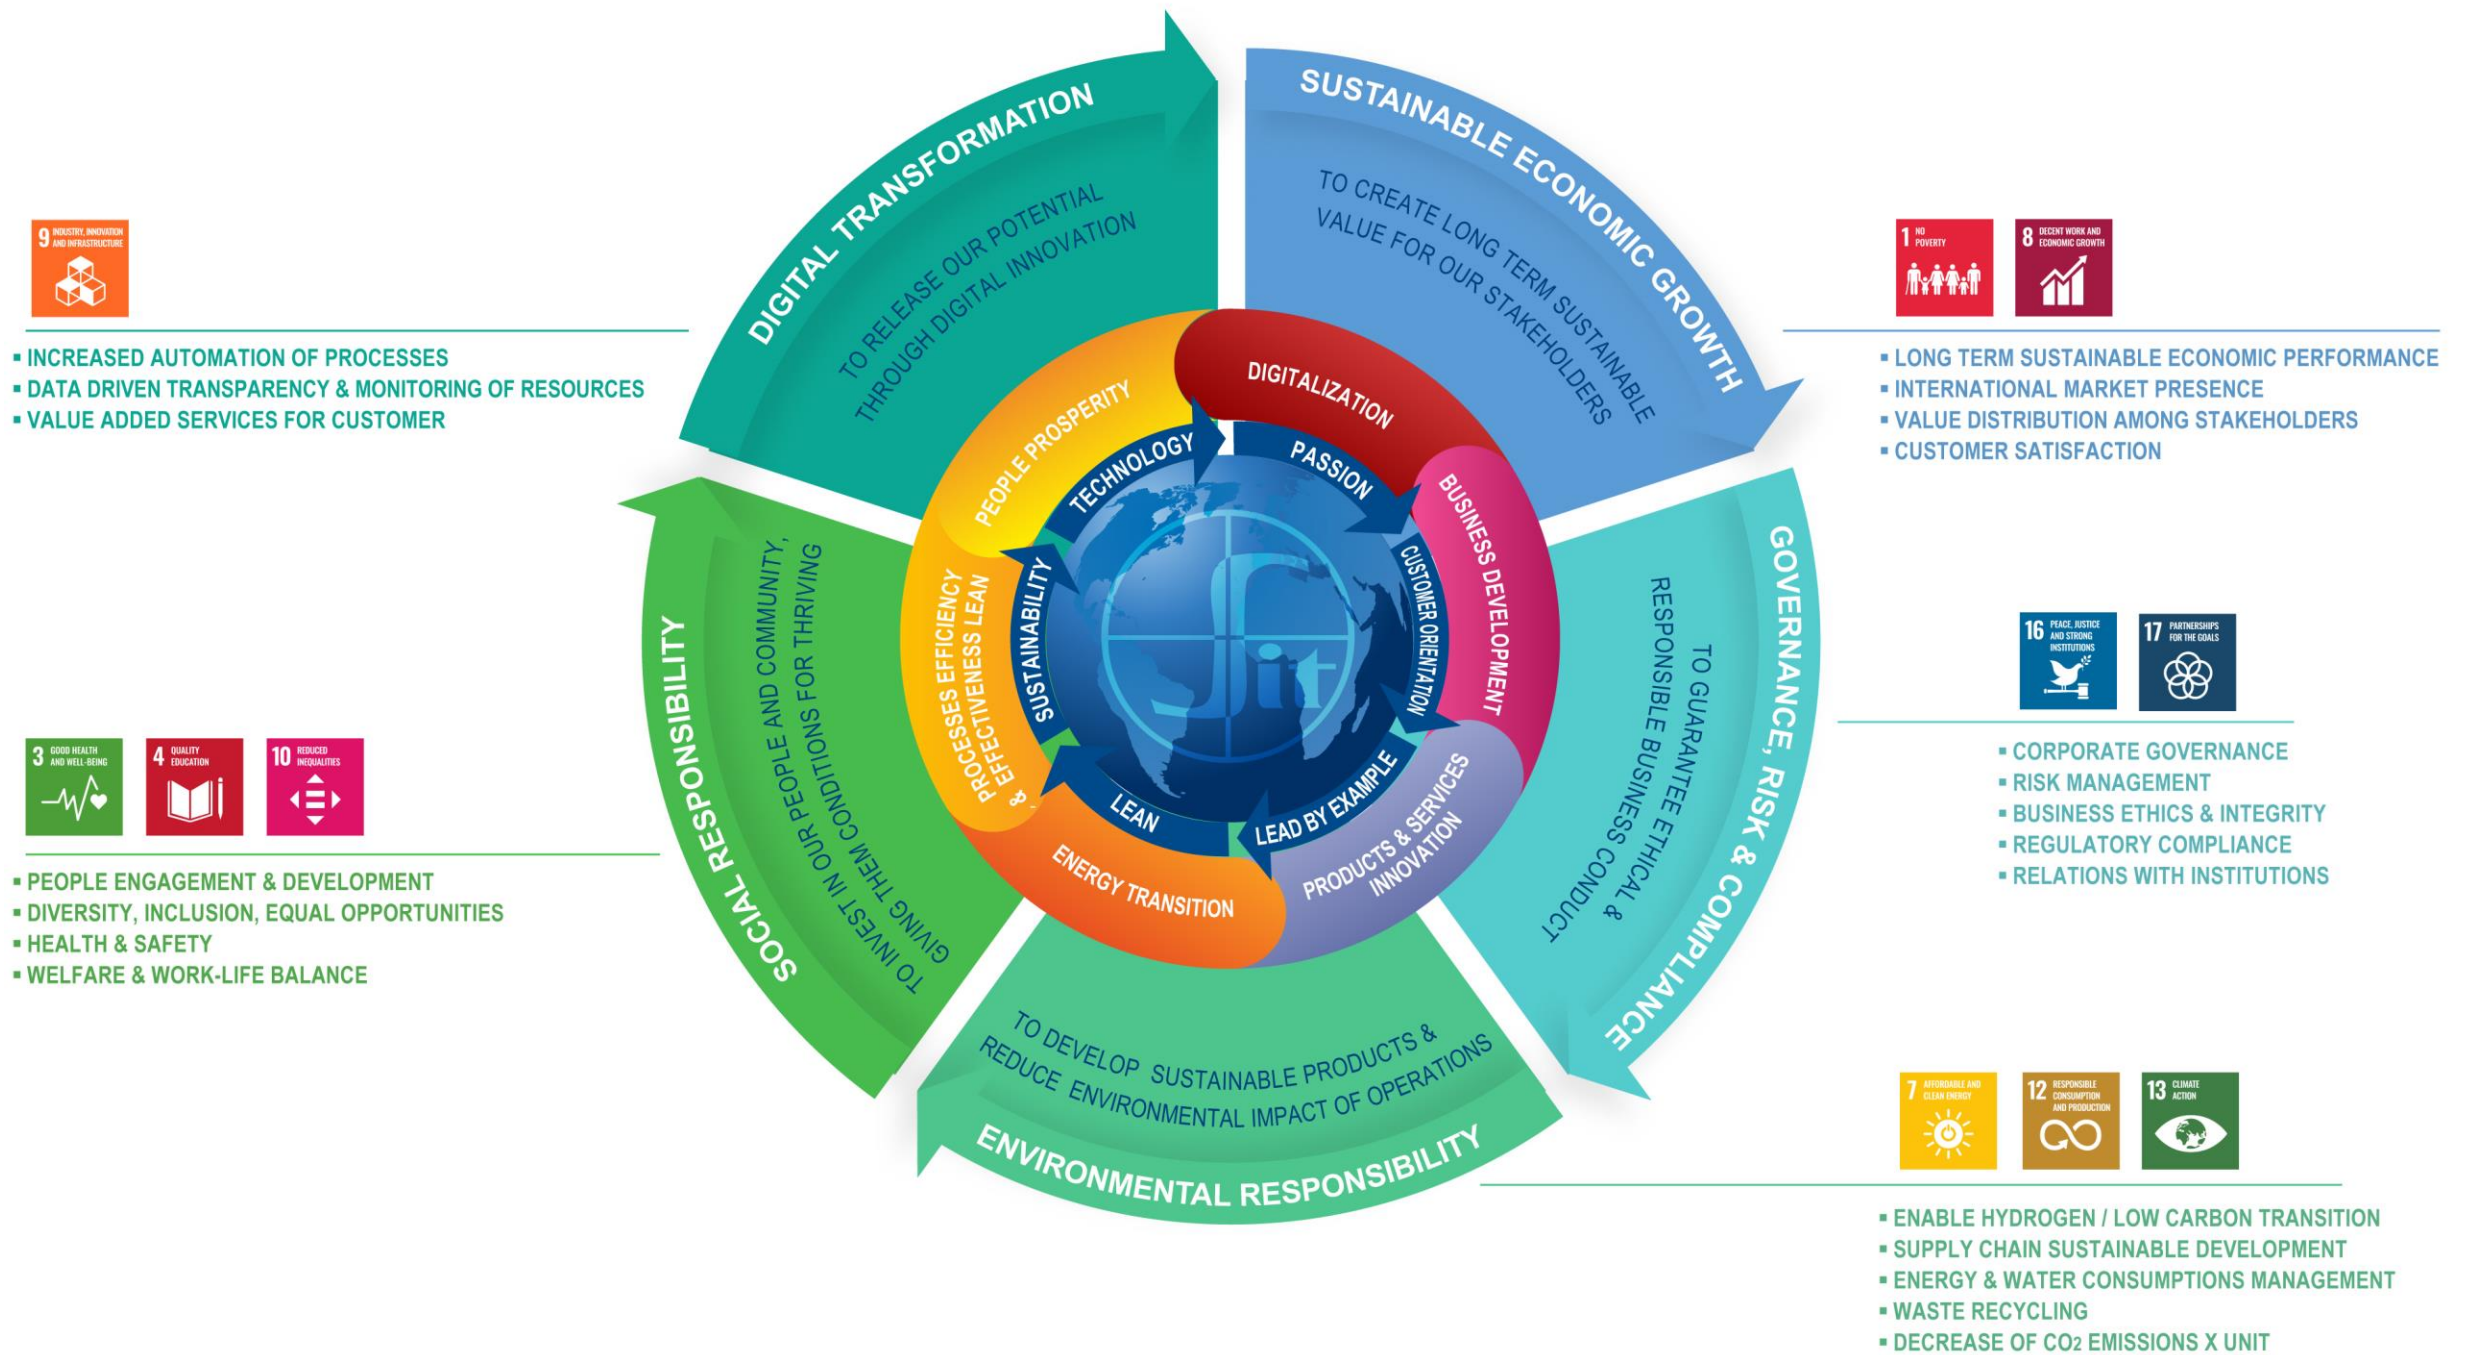 DIGITAL TRANSFORMATION
TO RELEASE OUR POTENTIAL
THROUGH DIGITAL INNOVATION
9 INDUSTRY, INNOVATION
AND INFRASTRUCTURE
▪ INCREASED AUTOMATION OF PROCESSES
▪ DATA DRIVEN TRANSPARENCY & MONITORING OF RESOURCES
▪ VALUE ADDED SERVICES FOR CUSTOMER
SUSTAINABLE ECONOMIC GROWTH
TO CREATE LONG TERM SUSTAINABLE
VALUE FOR OUR STAKEHOLDERS
1 NO
POVERTY
8 DECENT WORK AND
ECONOMIC GROWTH
▪ LONG TERM SUSTAINABLE ECONOMIC PERFORMANCE
▪ INTERNATIONAL MARKET PRESENCE
▪ VALUE DISTRIBUTION AMONG STAKEHOLDERS
▪ CUSTOMER SATISFACTION
GOVERNANCE, RISK & COMPLIANCE
TO GUARANTEE ETHICAL &
RESPONSIBLE BUSINESS CONDUCT
16 PEACE, JUSTICE
AND STRONG
INSTITUTIONS
17 PARTNERSHIPS
FOR THE GOALS
▪ CORPORATE GOVERNANCE
▪ RISK MANAGEMENT
▪ BUSINESS ETHICS & INTEGRITY
▪ REGULATORY COMPLIANCE
▪ RELATIONS WITH INSTITUTIONS
TO DEVELOP SUSTAINABLE PRODUCTS &
REDUCE ENVIRONMENTAL IMPACT OF OPERATIONS
ENVIRONMENTAL RESPONSIBILITY
7 AFFORDABLE AND
CLEAN ENERGY
12 RESPONSIBLE
CONSUMPTION
AND PRODUCTION
13 CLIMATE
ACTION
▪ ENABLE HYDROGEN / LOW CARBON TRANSITION
▪ SUPPLY CHAIN SUSTAINABLE DEVELOPMENT
▪ ENERGY & WATER CONSUMPTIONS MANAGEMENT
▪ WASTE RECYCLING
▪ DECREASE OF CO2 EMISSIONS X UNIT
SOCIAL RESPONSIBILITY
TO INVEST IN OUR PEOPLE AND COMMUNITY,
GIVING THEM CONDITIONS FOR THRIVING
3 GOOD HEALTH
AND WELL-BEING
4 QUALITY
EDUCATION
10 REDUCED
INEQUALITIES
▪ PEOPLE ENGAGEMENT & DEVELOPMENT
▪ DIVERSITY, INCLUSION, EQUAL OPPORTUNITIES
▪ HEALTH & SAFETY
▪ WELFARE & WORK-LIFE BALANCE
PEOPLE PROSPERITY
DIGITALIZATION
BUSINESS DEVELOPMENT
PRODUCTS & SERVICES
INNOVATION
ENERGY TRANSITION
PROCESSES EFFICIENCY
& EFFECTIVENESS LEAN
TECHNOLOGY
PASSION
CUSTOMER ORIENTATION
LEAD BY EXAMPLE
LEAN
SUSTAINABILITY
Sit